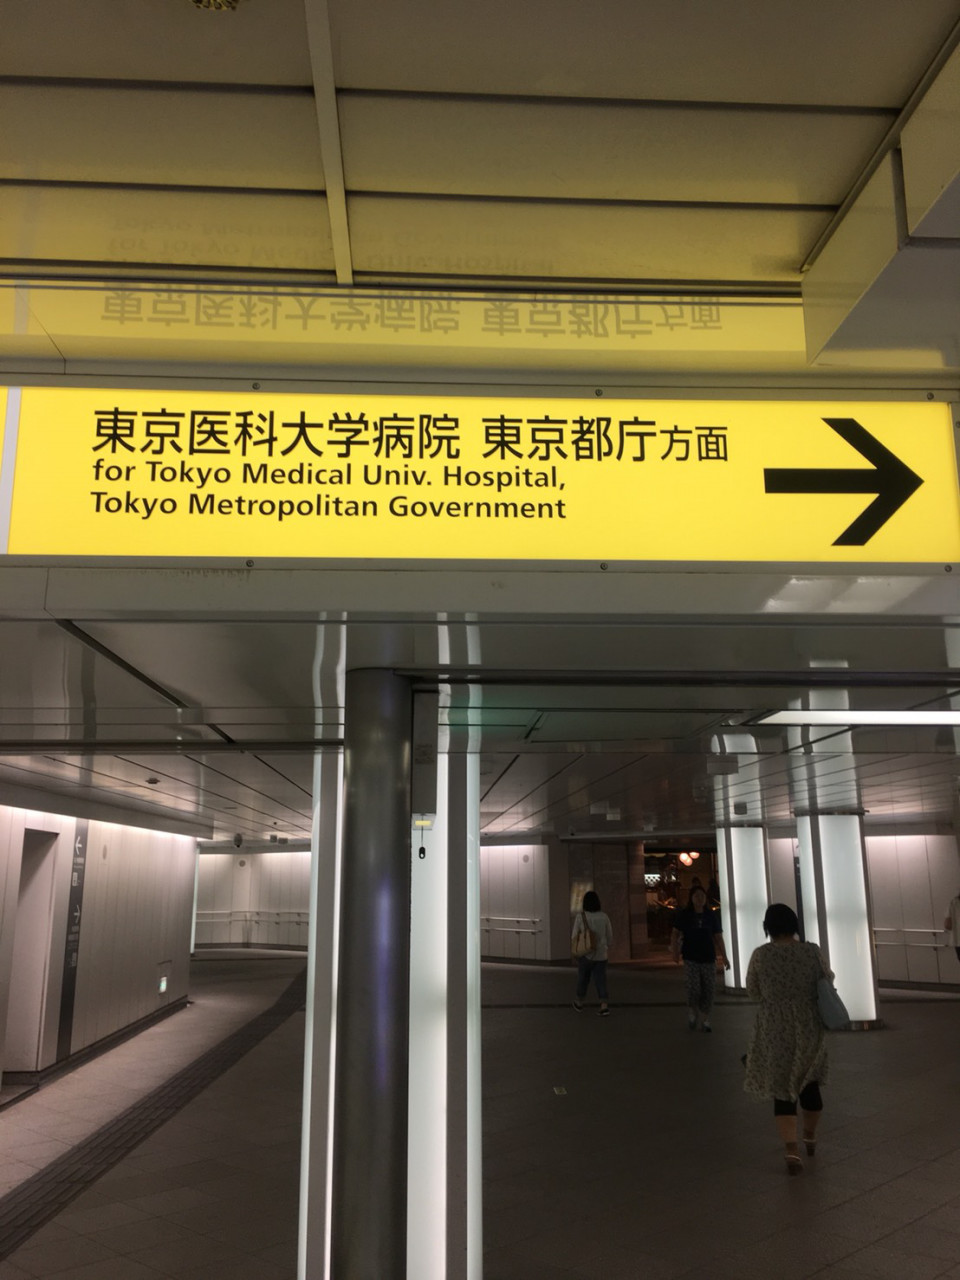 東京医科大学病院 東京都庁方面
for Tokyo Medical Univ. Hospital,
Tokyo Metropolitan Government